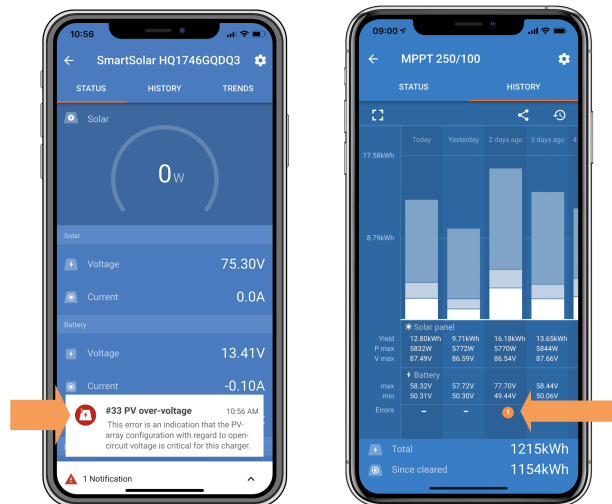 10:56
SmartSolar HQ1746GQDQ3
STATUS HISTORY TRENDS
Solar
0W
Solar
Voltage 75.30V
Current 0.0A
Battery
Voltage 13.41V
Current -0.10A
#33 PV over-voltage 10:56 AM
This error is an indication that the PV-
array configuration with regard to open-
circuit voltage is critical for this charger.
1 Notification
09:00
MPPT 250/100
STATUS HISTORY
Today Yesterday 2 days ago 3 days ago 4
17.58kWh
8.79kWh
Solar panel
Yield 12.80kWh 9.71kWh 16.18kWh 13.65kWh
P max 5832W 5772W 5770W 5844W
V max 87.49V 86.59V 86.54V 87.66V
Battery
max 58.32V 57.72V 77.70V 58.44V
min 50.31V 50.30V 49.44V 50.06V
Errors – – 1
Total 1215kWh
Since cleared 1154kWh